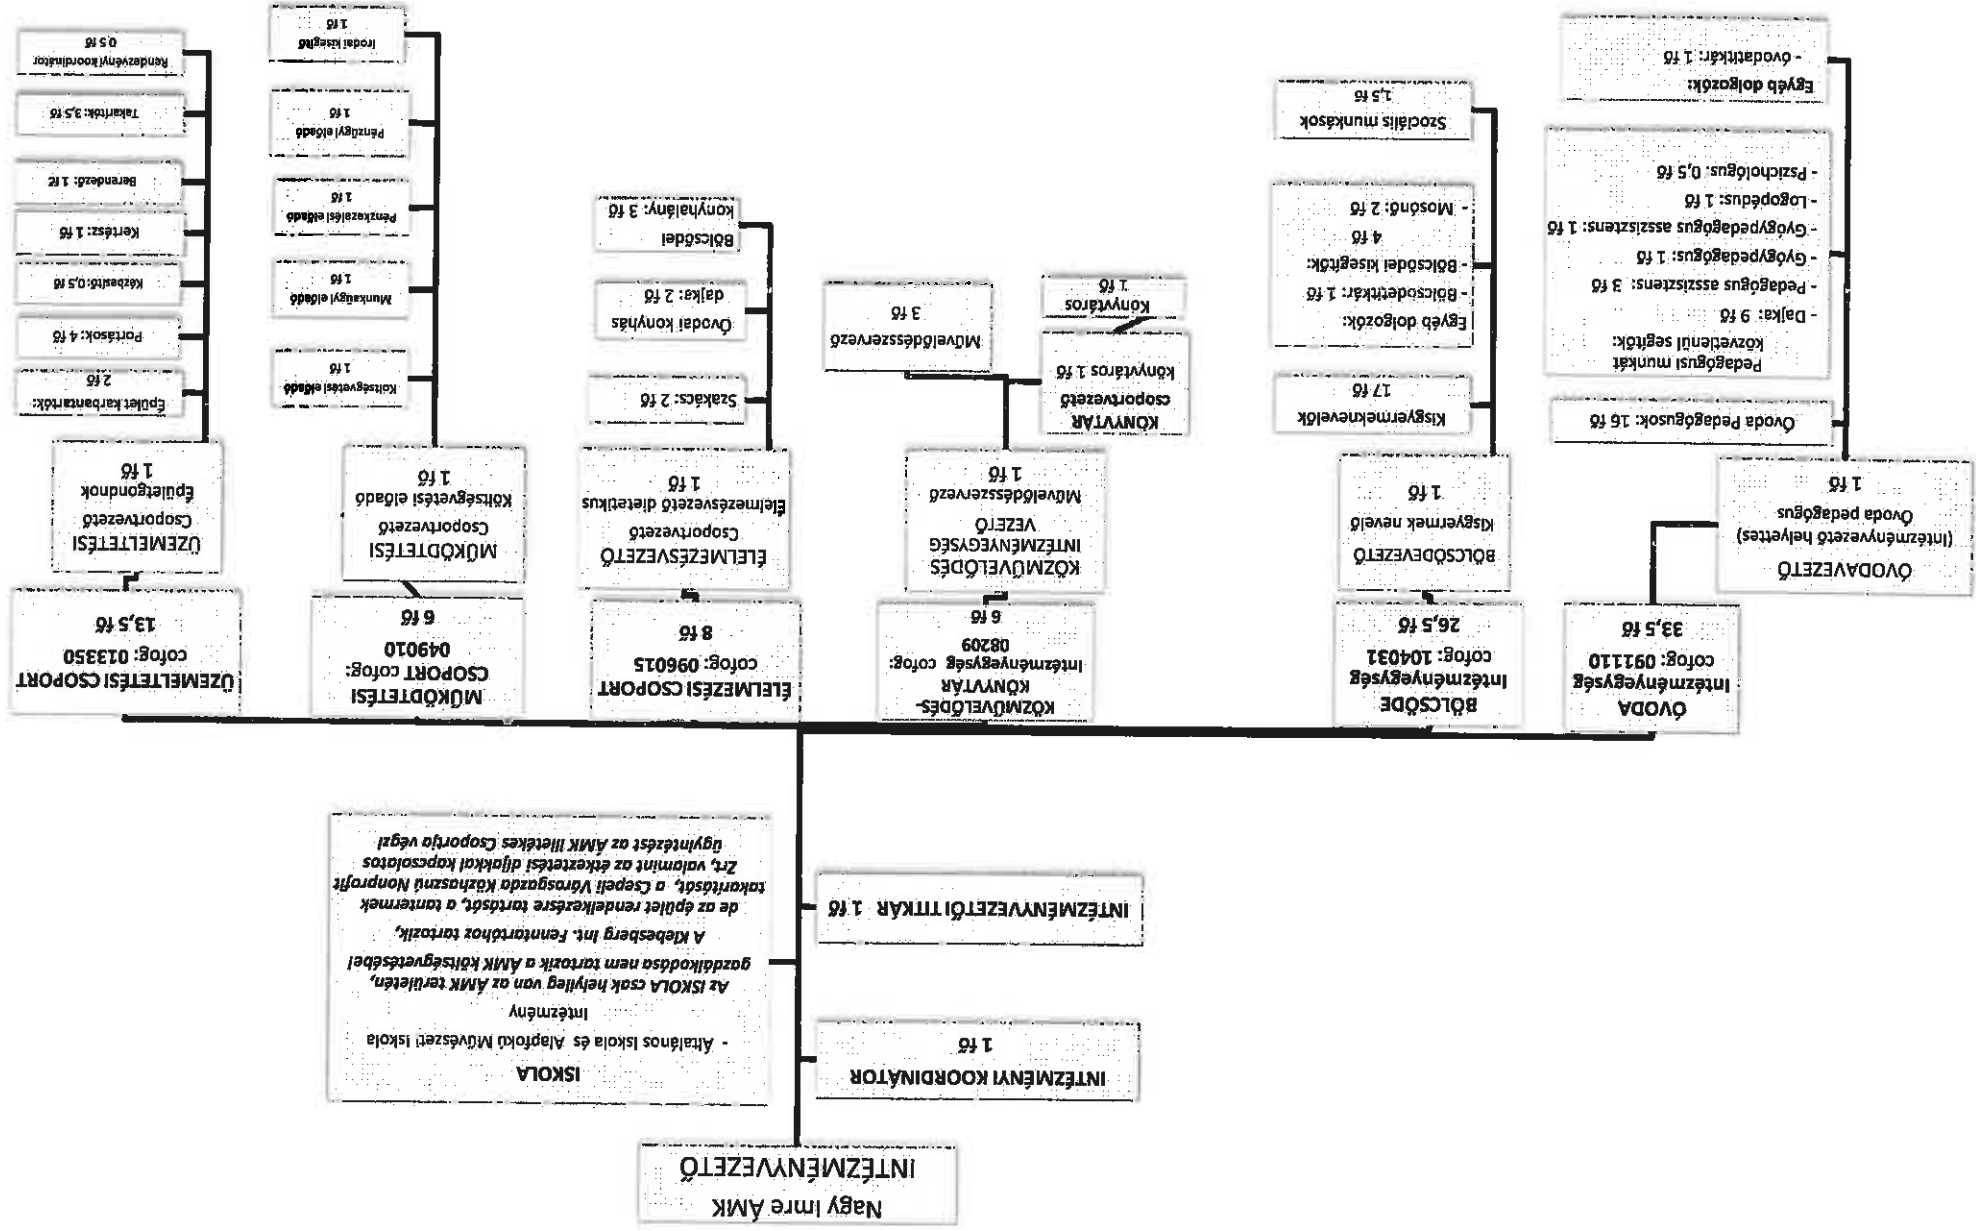 Nagy Imre ÁMK
INTÉZMÉNYVEZETŐ
INTÉZMÉNYI KOORDINÁTOR
1 fő
INTÉZMÉNYVEZETŐI TITKÁR 1 fő
ISKOLA
- Általános Iskola és Alapfokú Művészeti Iskola
Intézmény
Az ISKOLA csak helyileg van az ÁMK területén,
gazdálkodása nem tartozik a ÁMK költségvetésébe!
A Klebesberg Int. Fenntartóhoz tartozik,
de az épület rendelkezésre tartását, a tantermek
takarítását, a Csepeli Városgazda Közhasznú Nonprofit
Zrt, valamint az étkeztetési díjakkal kapcsolatos
ügyintézést az ÁMK illetékes Csoportja végzi
ÓVODA
Intézményegység
cofog: 091110
33,5 fő
ÓVODAVEZETŐ
(Intézményvezető helyettes)
Óvoda pedagógus
1 fő
Óvoda Pedagógusok: 16 fő
Pedagógusi munkát
közvetlenül segítők:
- Dajka: 9 fő
- Pedagógus asszisztens: 3 fő
- Gyógypedagógus: 1 fő
- Gyógypedagógus asszisztens: 1 fő
- Logopédus: 1 fő
- Pszichológus. 0,5 fő
Egyéb dolgozók:
- óvodatitkár: 1 fő
BÖLCSŐDE
Intézményegység
cofog: 104031
26,5 fő
BÖLCSŐDEVEZETŐ
Kisgyermek nevelő
1 fő
Kisgyermeknevelők
17 fő
Egyéb dolgozók:
- Bölcsődetitkár: 1 fő
- Bölcsődei kisegítők:
4 fő
- Mosónő: 2 fő
Szociális munkások
1,5 fő
KÖZMŰVELŐDÉS-
KÖNYVTÁR
Intézményegység cofog:
08209
6 fő
KÖZMŰVELŐDÉS
INTÉZMÉNYEGYSÉG
VEZETŐ
Művelődésszervező
1 fő
KÖNYVTÁR
csoportvezető
könyvtáros 1 fő
Könyvtáros
1 fő
Művelődésszervező
3 fő
ÉLELMEZÉSI CSOPORT
cofog: 096015
8 fő
ÉLELMEZÉSVEZETŐ
Csoportvezető
Élelmezésvezető dietetikus
1 fő
Szakács: 2 fő
Óvodai konyhás
dajka: 2 fő
Bölcsődei
konyhalány: 3 fő
MŰKÖDTETÉSI
CSOPORT cofog:
049010
6 fő
MŰKÖDTETÉSI
Csoportvezető
Költségvetési előadó
1 fő
Költségvetési előadó
1 fő
Munkaügyi előadó
1 fő
Pénzkezelési előadó
1 fő
Pénzügyi előadó
1 fő
Irodai kisegítő
1 fő
ÜZEMELTETÉSI CSOPORT
cofog: 013350
13,5 fő
ÜZEMELTETÉSI
Csoportvezető
Épületgondnok
1 fő
Épület karbantartók:
2 fő
Portások: 4 fő
Kézbesítő: 0,5 fő
Kertész: 1 fő
Berendező: 1 fő
Takarítók: 3,5 fő
Rendezvényi koordinátor
0,5 fő